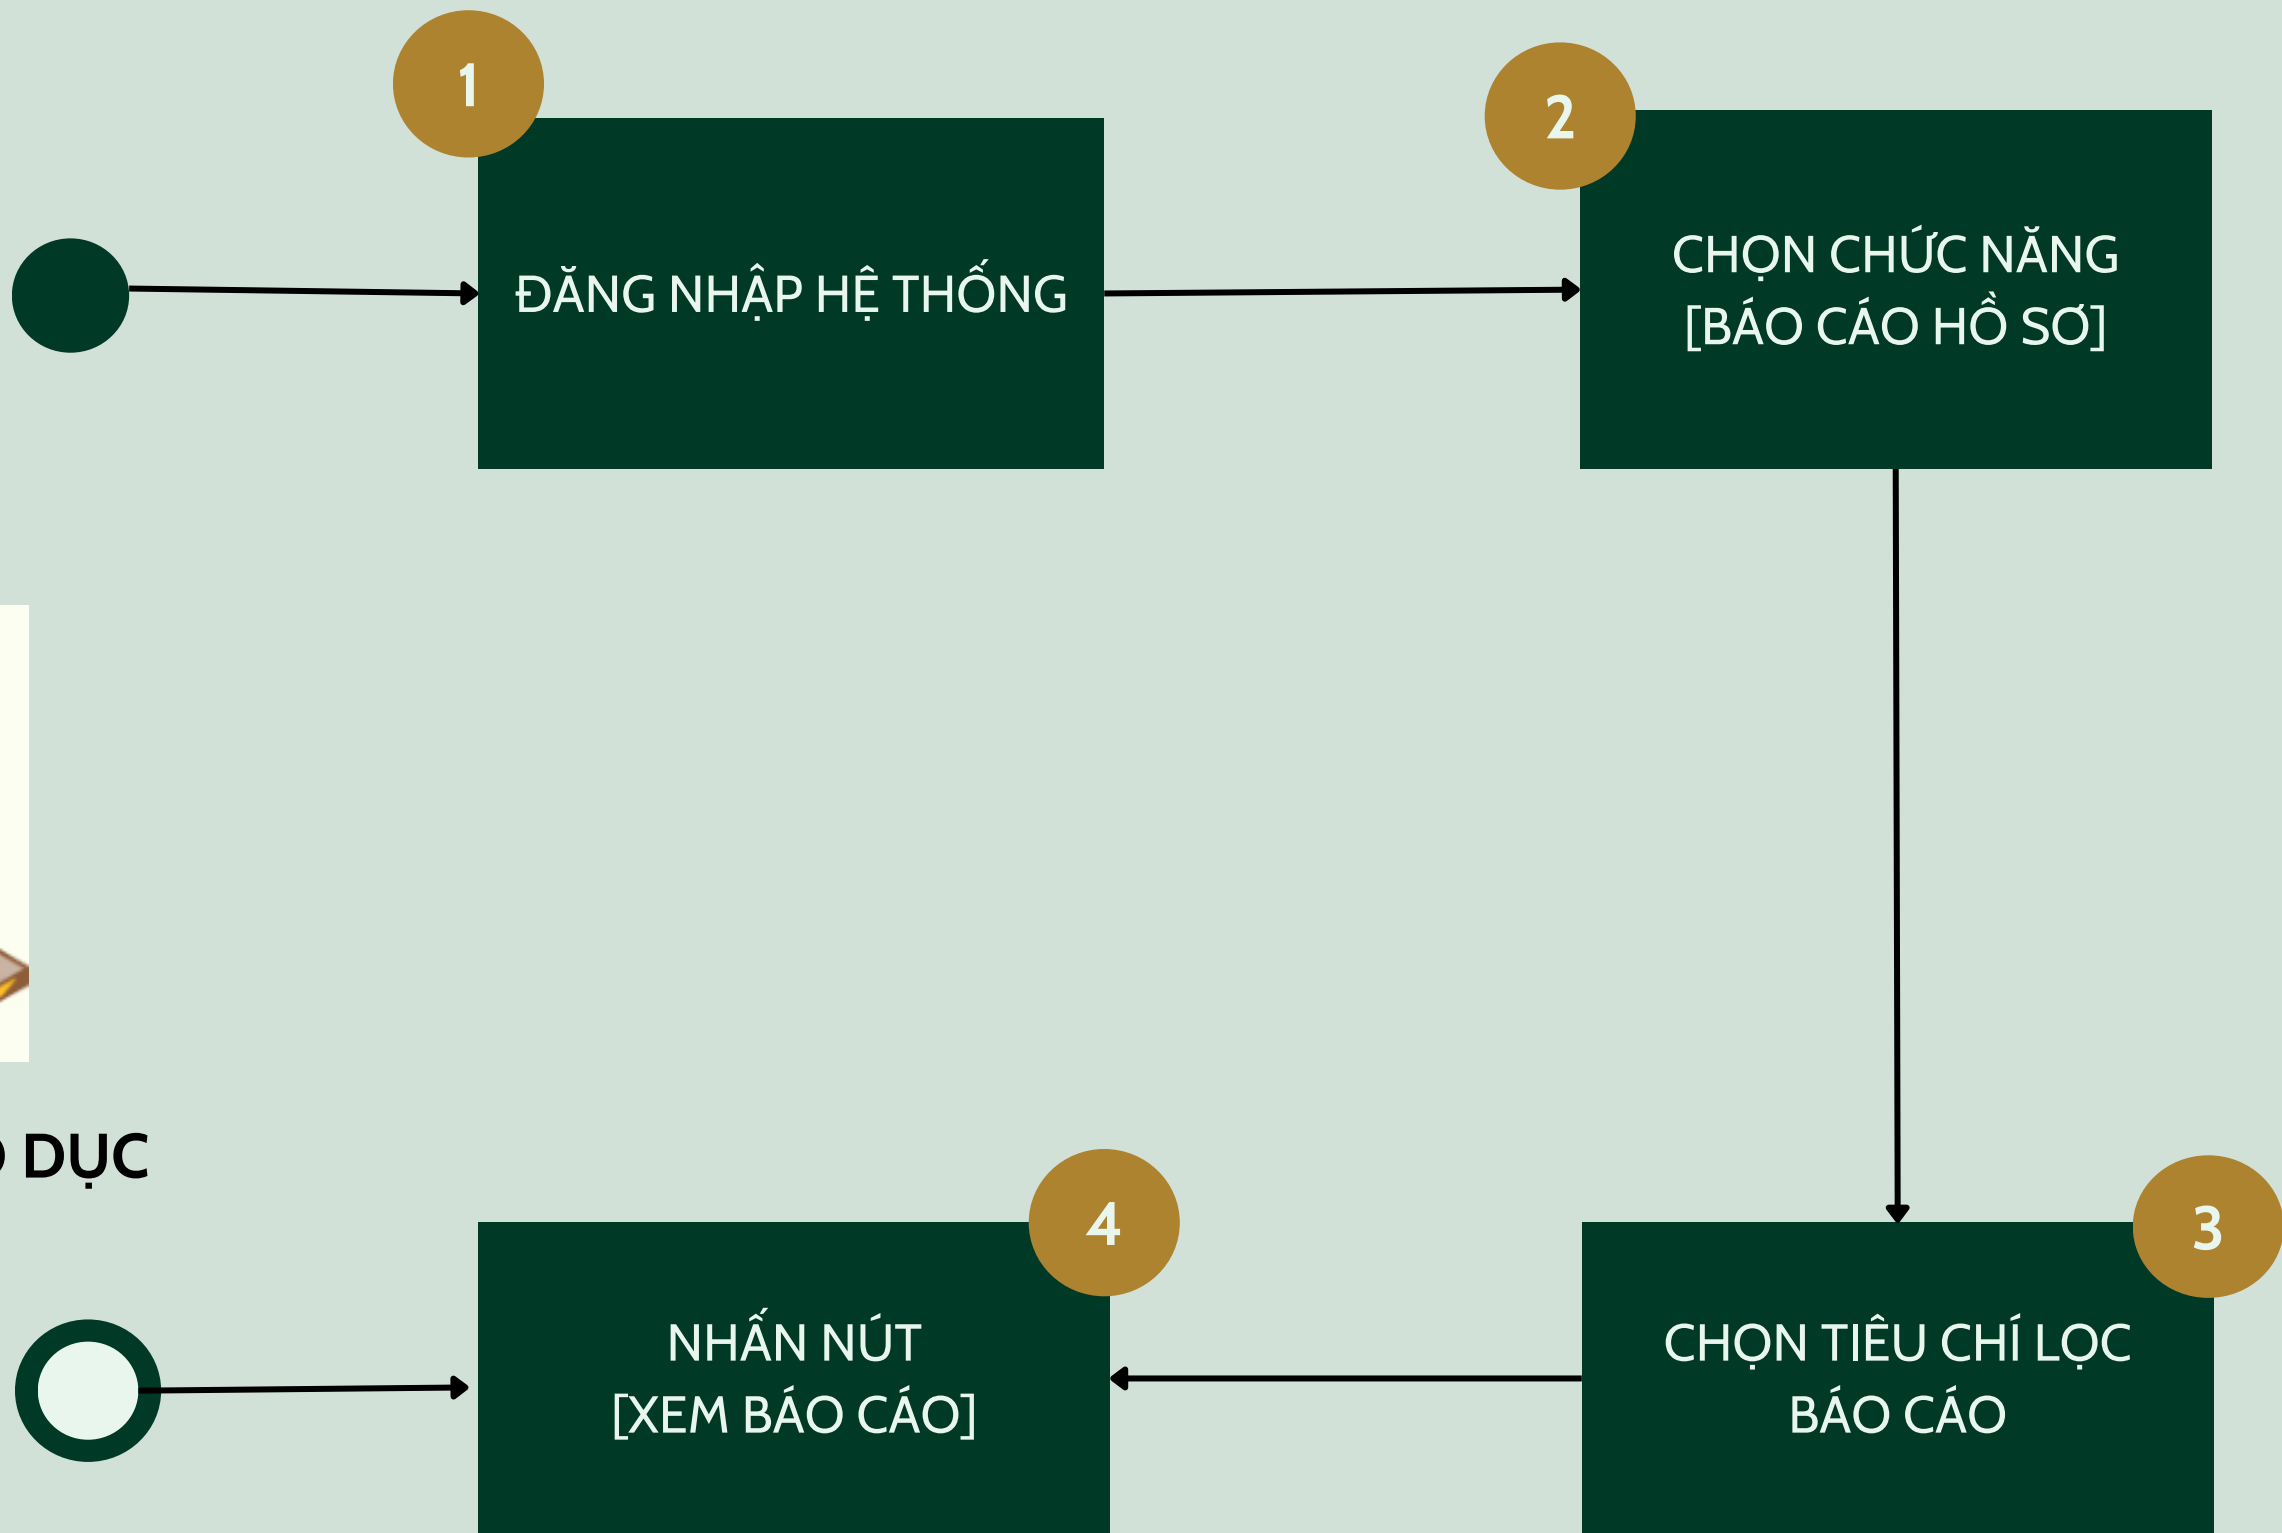 1
ĐĂNG NHẬP HỆ THỐNG
2
CHỌN CHỨC NĂNG
[BÁO CÁO HỒ SƠ]
3
CHỌN TIÊU CHÍ LỌC
BÁO CÁO
4
NHẤN NÚT
[XEM BÁO CÁO]
DỤC